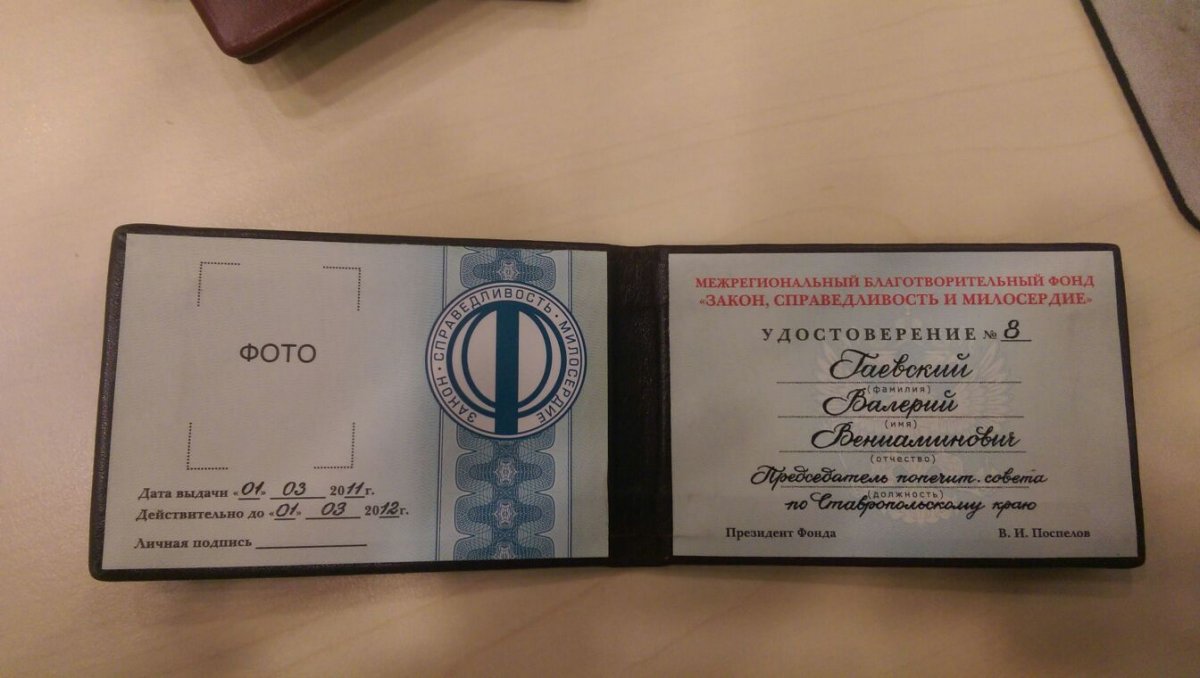 ФОТО
ЗАКОН · СПРАВЕДЛИВОСТЬ · МИЛОСЕРДИЕ
Дата выдачи «01» 03 2011 г.
Действительно до «01» 03 2012 г.
Личная подпись
МЕЖРЕГИОНАЛЬНЫЙ БЛАГОТВОРИТЕЛЬНЫЙ ФОНД
«ЗАКОН, СПРАВЕДЛИВОСТЬ И МИЛОСЕРДИЕ»
УДОСТОВЕРЕНИЕ № 8
Гаевский
(фамилия)
Валерий
(имя)
Вениаминович
(отчество)
Председатель попечит. совета
(должность)
по Ставропольскому краю
Президент Фонда В. И. Поспелов